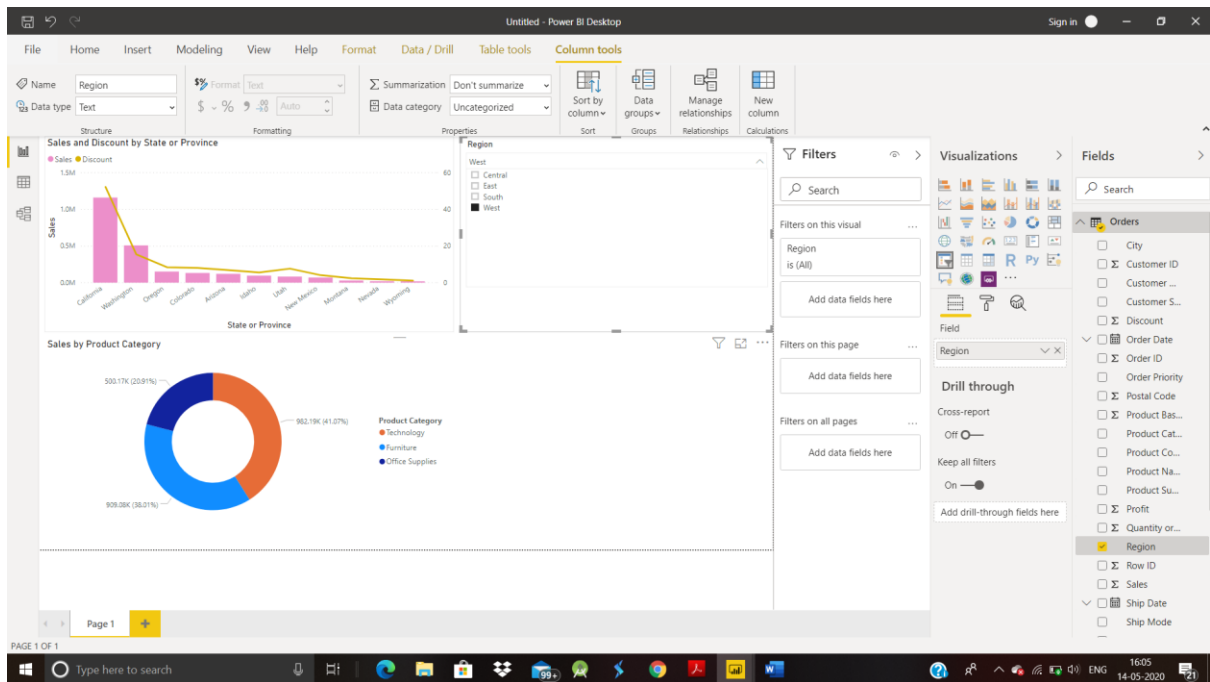 Untitled - Power BI Desktop
Sign in
File Home Insert Modeling View Help Format Data / Drill Table tools Column tools
Name Region
Data type Text
Structure
$% Format Text
$ % 9 Auto
Formatting
Σ Summarization Don't summarize
Data category Uncategorized
Properties
Sort by column
Sort
Data groups
Groups
Manage relationships
Relationships
New column
Calculations
Sales and Discount by State or Province
Sales Discount
1.5M
1.0M
0.5M
0.0M
Sales
60
40
20
0
California
Washington
Oregon
Colorado
Arizona
Idaho
Utah
New Mexico
Montana
Nevada
Wyoming
State or Province
Region
West
Central
East
South
West
Sales by Product Category
500.17K (20.91%)
982.19K (41.07%)
909.08K (38.01%)
Product Category
Technology
Furniture
Office Supplies
Filters
Search
Filters on this visual ...
Region
is (All)
Add data fields here
Filters on this page ...
Add data fields here
Filters on all pages ...
Add data fields here
Visualizations
R Py
...
Field
Region
Drill through
Cross-report
Off
Keep all filters
On
Add drill-through fields here
Fields
Search
Orders
City
Σ Customer ID
Customer ...
Customer S...
Σ Discount
Order Date
Σ Order ID
Order Priority
Σ Postal Code
Σ Product Bas...
Product Cat...
Product Co...
Product Na...
Product Su...
Σ Profit
Σ Quantity or...
Region
Σ Row ID
Σ Sales
Ship Date
Ship Mode
Page 1
PAGE 1 OF 1
Type here to search
99+
ENG
16:05
14-05-2020
21